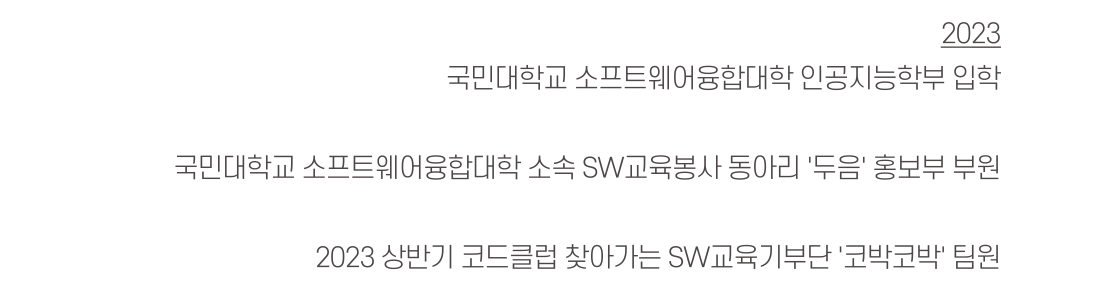 2023
국민대학교 소프트웨어융합대학 인공지능학부 입학
국민대학교 소프트웨어융합대학 소속 SW교육봉사 동아리 '두음' 홍보부 부원
2023 상반기 코드클럽 찾아가는 SW교육기부단 '코박코박' 팀원